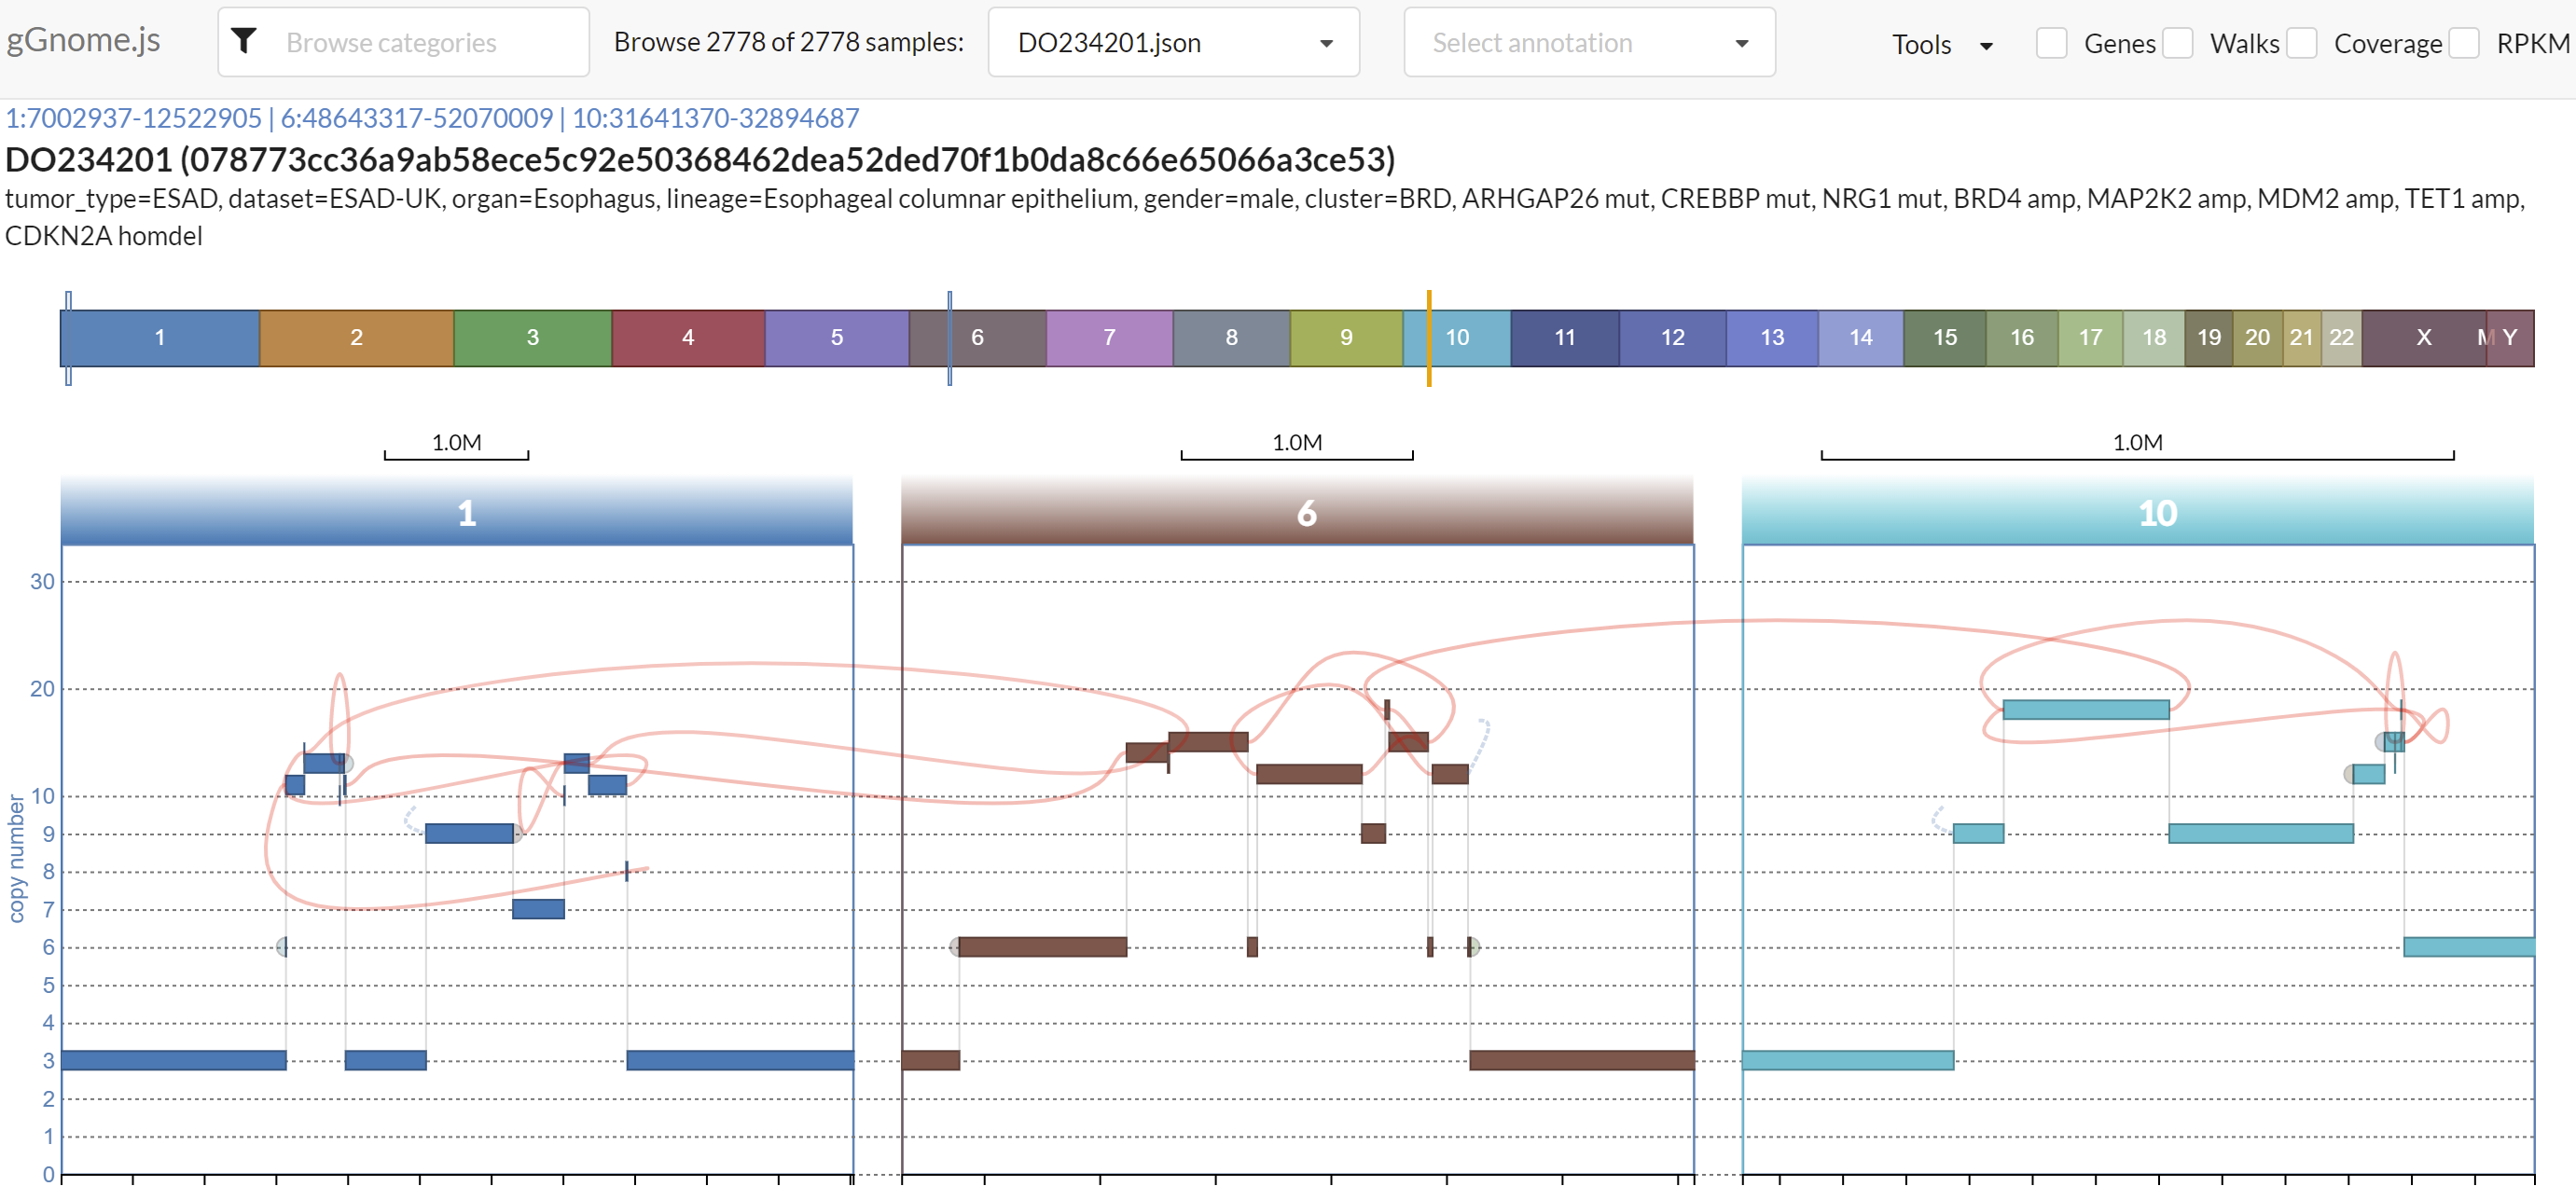 gGnome.js Browse categories Browse 2778 of 2778 samples: DO234201.json Select annotation Tools Genes Walks Coverage RPKM
1:7002937-12522905 | 6:48643317-52070009 | 10:31641370-32894687
DO234201 (078773cc36a9ab58ece5c92e50368462dea52ded70f1b0da8c66e65066a3ce53)
tumor_type=ESAD, dataset=ESAD-UK, organ=Esophagus, lineage=Esophageal columnar epithelium, gender=male, cluster=BRD, ARHGAP26 mut, CREBBP mut, NRG1 mut, BRD4 amp, MAP2K2 amp, MDM2 amp, TET1 amp,
CDKN2A homdel
1 2 3 4 5 6 7 8 9 10 11 12 13 14 15 16 17 18 19 20 21 22 X M Y
1.0M 1.0M 1.0M
1 6 10
30
20
10
9
8
7
6
5
4
3
2
1
0
copy number